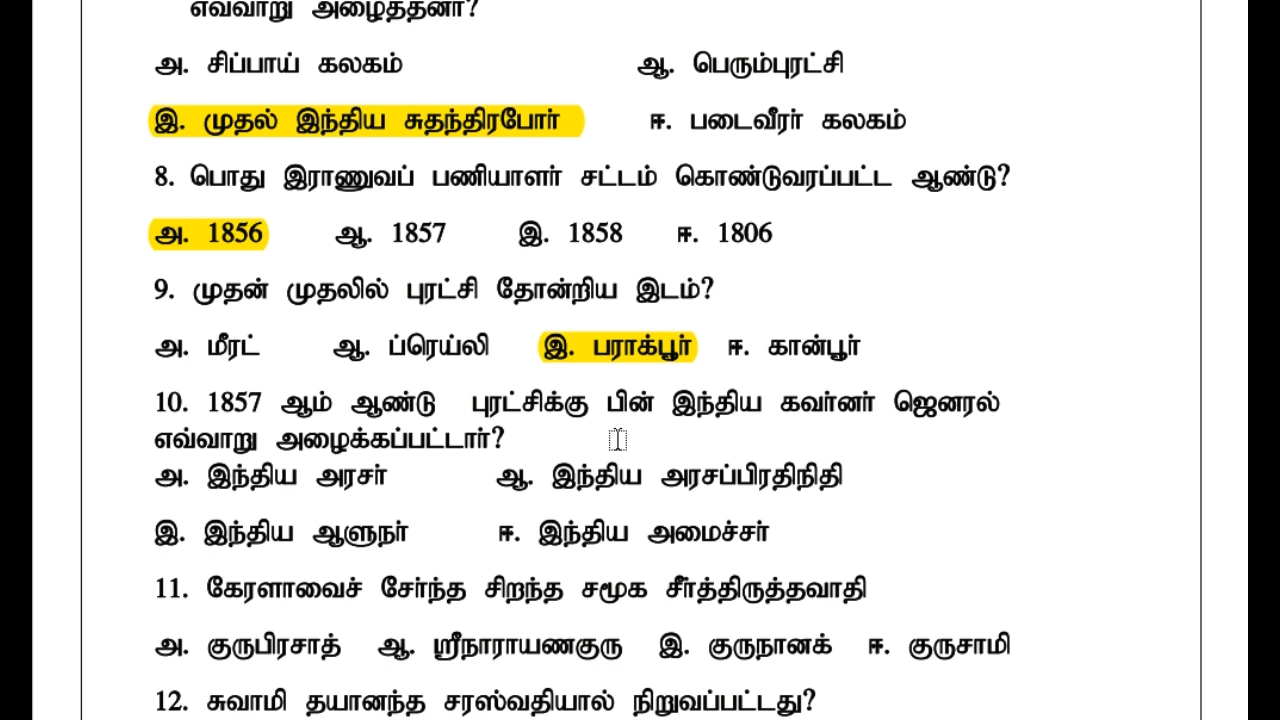 எவ்வாறு அழைத்தனர்?
அ. சிப்பாய் கலகம் ஆ. பெரும்புரட்சி
இ. முதல் இந்திய சுதந்திரபோர் ஈ. படைவீரர் கலகம்
8. பொது இராணுவப் பணியாளர் சட்டம் கொண்டுவரப்பட்ட ஆண்டு?
அ. 1856 ஆ. 1857 இ. 1858 ஈ. 1806
9. முதன் முதலில் புரட்சி தோன்றிய இடம்?
அ. மீரட் ஆ. ப்ரெய்லி இ. பராக்பூர் ஈ. கான்பூர்
10. 1857 ஆம் ஆண்டு புரட்சிக்கு பின் இந்திய கவர்னர் ஜெனரல்
எவ்வாறு அழைக்கப்பட்டார்?
அ. இந்திய அரசர் ஆ. இந்திய அரசப்பிரதிநிதி
இ. இந்திய ஆளுநர் ஈ. இந்திய அமைச்சர்
11. கேரளாவைச் சேர்ந்த சிறந்த சமூக சீர்த்திருத்தவாதி
அ. குருபிரசாத் ஆ. ஸ்ரீநாராயணகுரு இ. குருநானக் ஈ. குருசாமி
12. சுவாமி தயானந்த சரஸ்வதியால் நிறுவப்பட்டது?